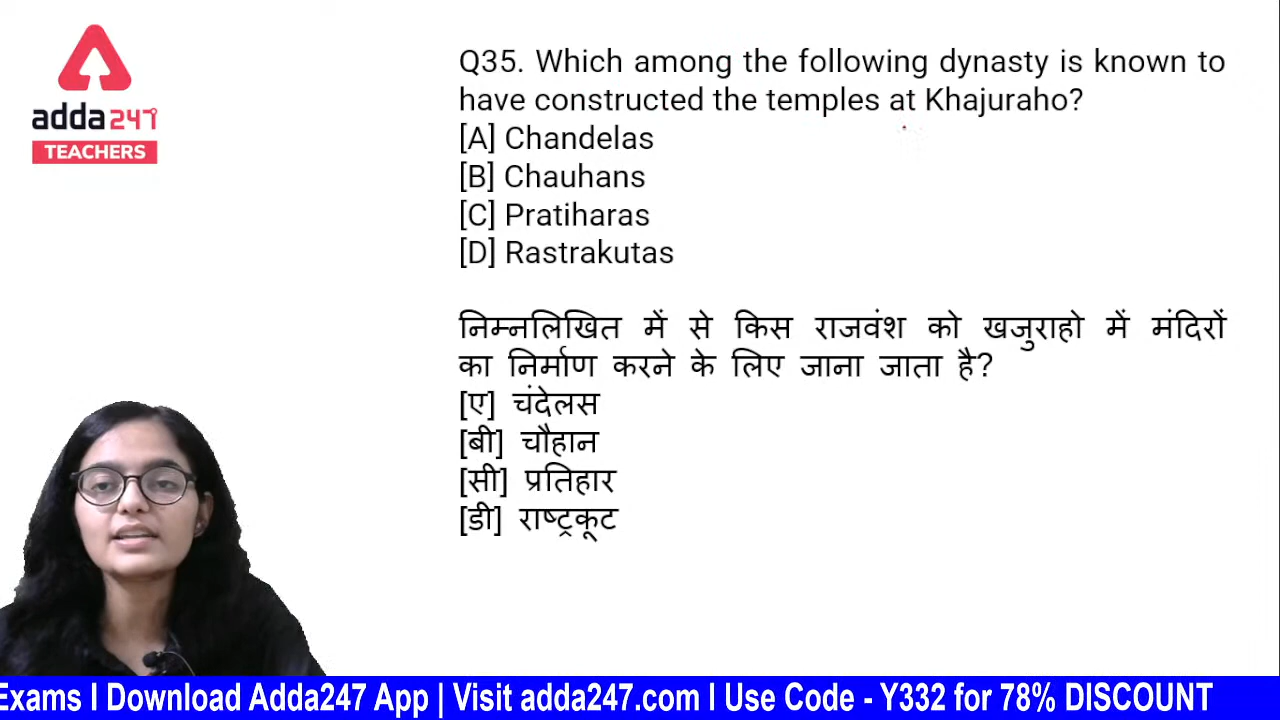 adda247
TEACHERS
Q35. Which among the following dynasty is known to
have constructed the temples at Khajuraho?
[A] Chandelas
[B] Chauhans
[C] Pratiharas
[D] Rastrakutas
निम्नलिखित में से किस राजवंश को खजुराहो में मंदिरों
का निर्माण करने के लिए जाना जाता है?
[ए] चंदेलस
[बी] चौहान
[सी] प्रतिहार
[डी] राष्ट्रकूट
Exams I Download Adda247 App | Visit adda247.com I Use Code - Y332 for 78% DISCOUNT